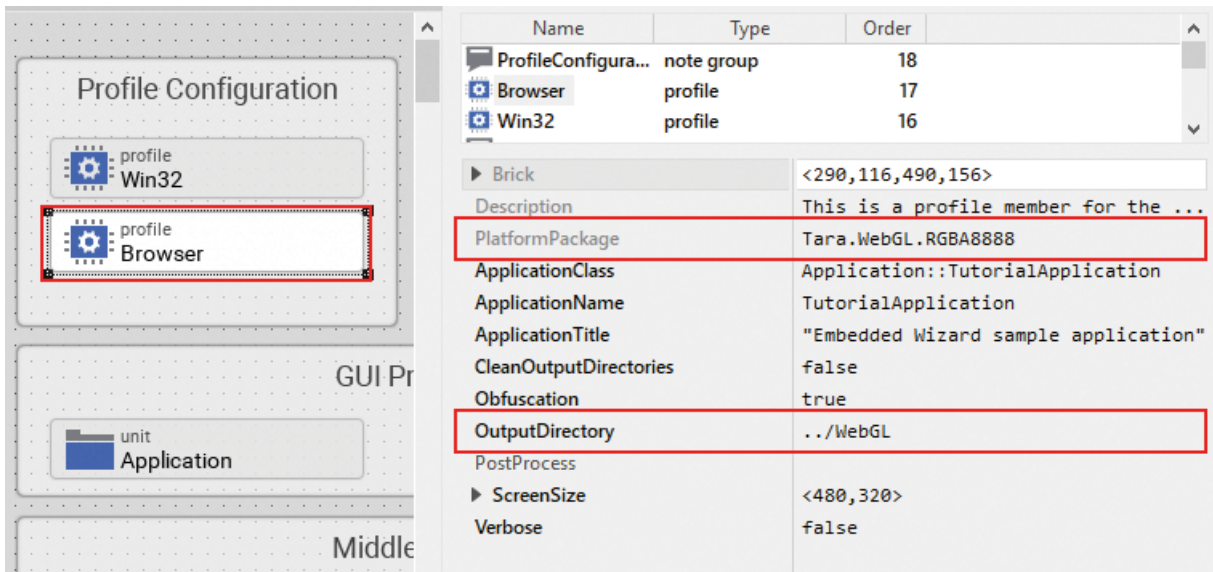 Profile Configuration
profile
Win32
profile
Browser
GUI Pr
unit
Application
Middle
Name Type Order
ProfileConfigura... note group 18
Browser profile 17
Win32 profile 16
Brick <290,116,490,156>
Description This is a profile member for the ...
PlatformPackage Tara.WebGL.RGBA8888
ApplicationClass Application::TutorialApplication
ApplicationName TutorialApplication
ApplicationTitle "Embedded Wizard sample application"
CleanOutputDirectories false
Obfuscation true
OutputDirectory ../WebGL
PostProcess
ScreenSize <480,320>
Verbose false